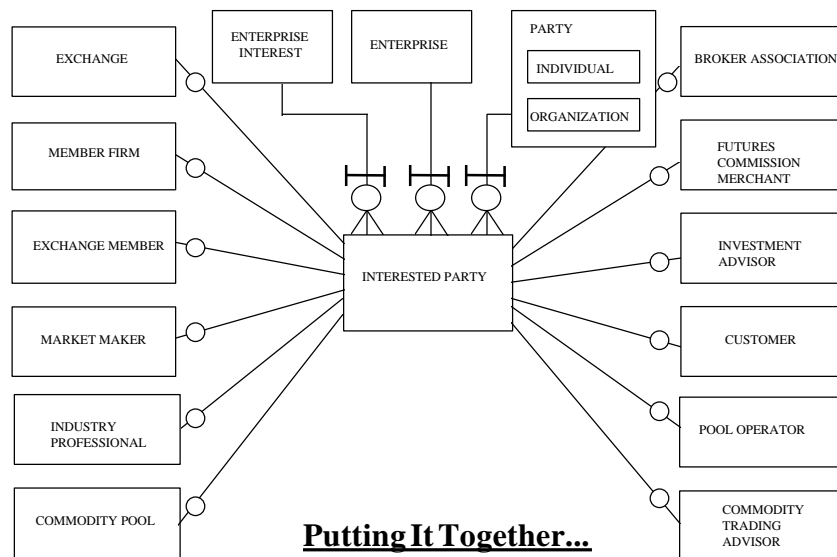 EXCHANGE
ENTERPRISE
INTEREST
ENTERPRISE
PARTY
INDIVIDUAL
ORGANIZATION
BROKER ASSOCIATION
MEMBER FIRM
FUTURES
COMMISSION
MERCHANT
EXCHANGE MEMBER
INTERESTED PARTY
INVESTMENT
ADVISOR
MARKET MAKER
CUSTOMER
INDUSTRY
PROFESSIONAL
POOL OPERATOR
COMMODITY POOL
COMMODITY
TRADING
ADVISOR
Putting It Together...